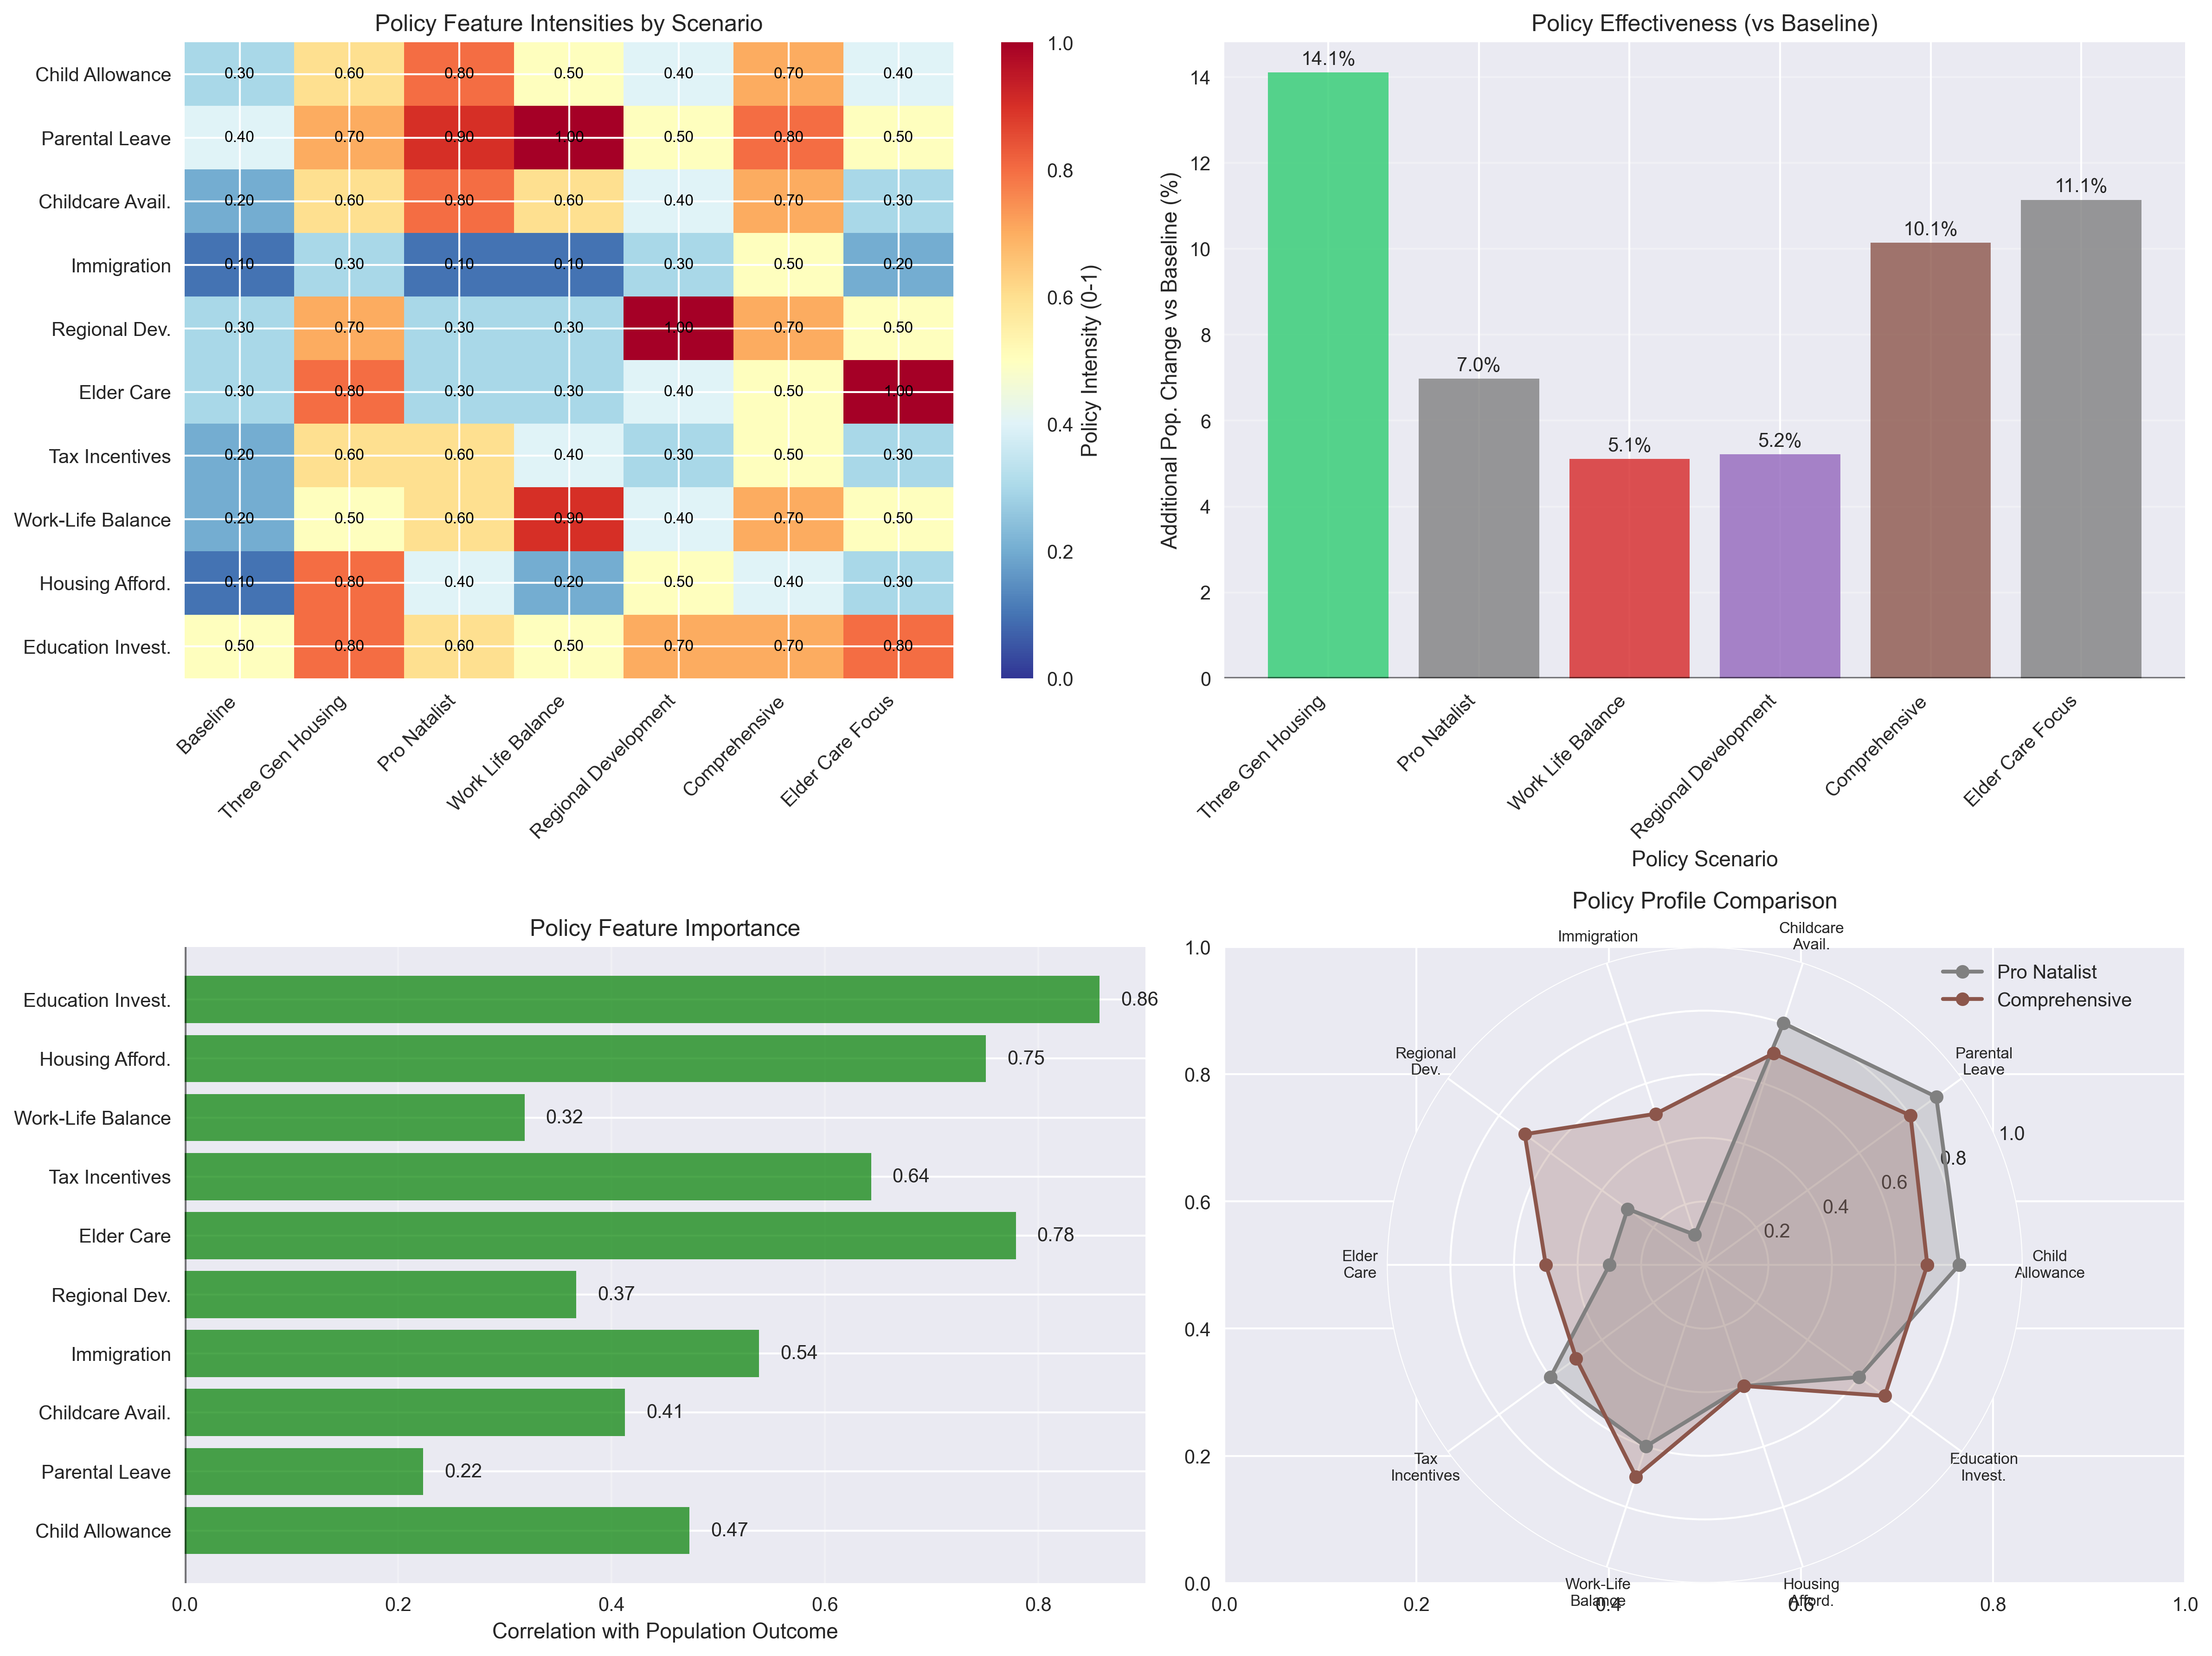 Policy Feature Intensities by Scenario
Child Allowance 0.30 0.60 0.80 0.50 0.40 0.70 0.40
Parental Leave 0.40 0.70 0.90 1.00 0.50 0.80 0.50
Childcare Avail. 0.20 0.60 0.80 0.60 0.40 0.70 0.30
Immigration 0.10 0.30 0.10 0.10 0.30 0.50 0.20
Regional Dev. 0.30 0.70 0.30 0.30 1.00 0.70 0.50
Elder Care 0.30 0.80 0.30 0.30 0.40 0.50 1.00
Tax Incentives 0.20 0.60 0.60 0.40 0.30 0.50 0.30
Work-Life Balance 0.20 0.50 0.60 0.90 0.40 0.70 0.50
Housing Afford. 0.10 0.80 0.40 0.20 0.50 0.40 0.30
Education Invest. 0.50 0.80 0.60 0.50 0.70 0.70 0.80
Baseline
Three Gen Housing
Pro Natalist
Work Life Balance
Regional Development
Comprehensive
Elder Care Focus
1.0
0.8
0.6
0.4
0.2
0.0
Policy Intensity (0-1)
Policy Effectiveness (vs Baseline)
Additional Pop. Change vs Baseline (%)
14
12
10
8
6
4
2
0
14.1%
7.0%
5.1%
5.2%
10.1%
11.1%
Three Gen Housing
Pro Natalist
Work Life Balance
Regional Development
Comprehensive
Elder Care Focus
Policy Scenario
Policy Feature Importance
Education Invest. 0.86
Housing Afford. 0.75
Work-Life Balance 0.32
Tax Incentives 0.64
Elder Care 0.78
Regional Dev. 0.37
Immigration 0.54
Childcare Avail. 0.41
Parental Leave 0.22
Child Allowance 0.47
0.0 0.2 0.4 0.6 0.8
Correlation with Population Outcome
Policy Profile Comparison
1.0
0.8
0.6
0.4
0.2
0.0
0.0 0.2 0.4 0.6 0.8 1.0
Pro Natalist
Comprehensive
Immigration
Childcare
Avail.
Parental
Leave
Child
Allowance
Education
Invest.
Housing
Afford.
Work-Life
Balance
Tax
Incentives
Elder
Care
Regional
Dev.
0.2
0.4
0.6
0.8
1.0